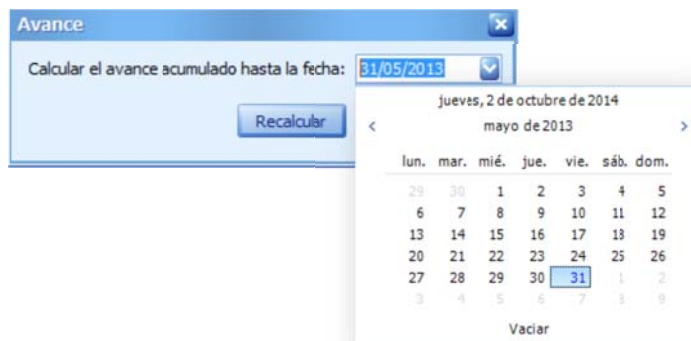 Avance
Calcular el avance acumulado hasta la fecha: 31/05/2013
Recalcular
jueves, 2 de octubre de 2014
< mayo de 2013 >
lun. mar. mié. jue. vie. sáb. dom.
29 30 1 2 3 4 5
6 7 8 9 10 11 12
13 14 15 16 17 18 19
20 21 22 23 24 25 26
27 28 29 30 31 1 2
3 4 5 6 7 8 9
Vaciar